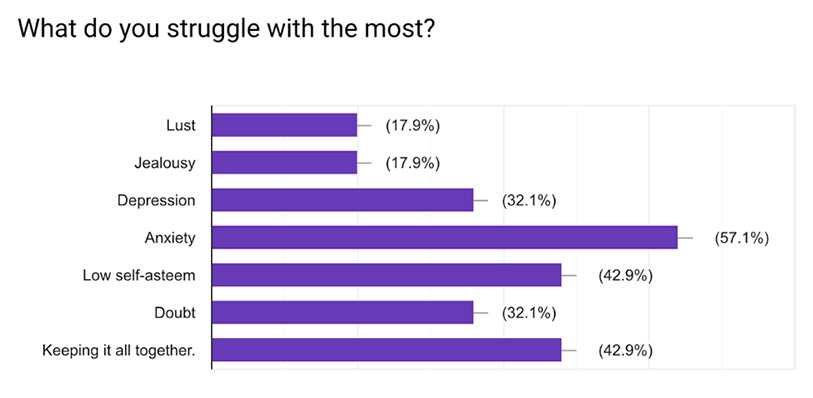 What do you struggle with the most?
Lust (17.9%)
Jealousy (17.9%)
Depression (32.1%)
Anxiety (57.1%)
Low self-asteem (42.9%)
Doubt (32.1%)
Keeping it all together. (42.9%)